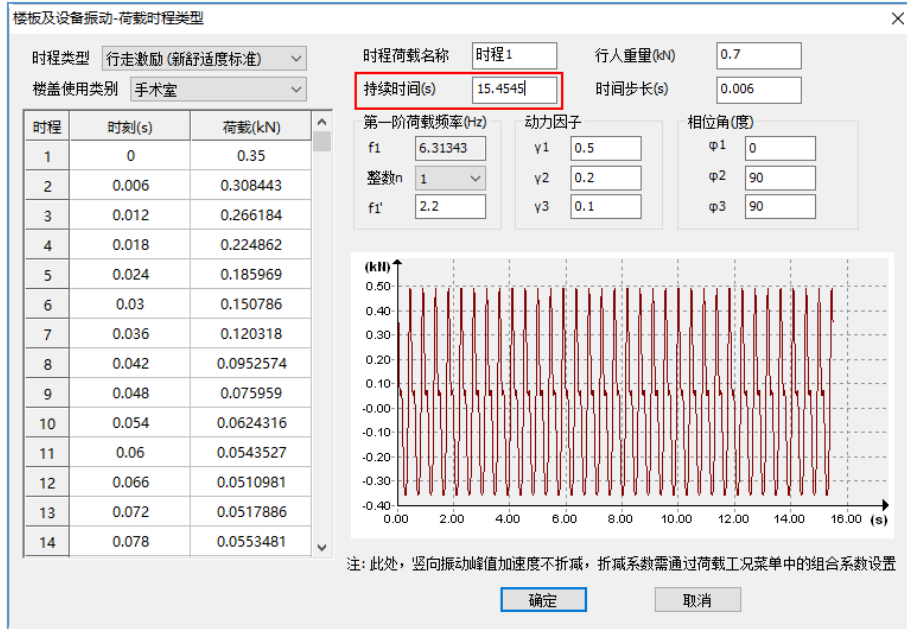 楼板及设备振动-荷载时程类型
时程类型 行走激励 (新舒适度标准)
楼盖使用类别 手术室
时程荷载名称 时程1 行人重量(kN) 0.7
持续时间(s) 15.4545 时间步长(s) 0.006
时程 时刻(s) 荷载(kN)
1 0 0.35
2 0.006 0.308443
3 0.012 0.266184
4 0.018 0.224862
5 0.024 0.185969
6 0.03 0.150786
7 0.036 0.120318
8 0.042 0.0952574
9 0.048 0.075959
10 0.054 0.0624316
11 0.06 0.0543527
12 0.066 0.0510981
13 0.072 0.0517886
14 0.078 0.0553481
第一阶荷载频率(Hz) 动力因子 相位角(度)
f1 6.31343 γ1 0.5 φ1 0
整数n 1 γ2 0.2 φ2 90
f1' 2.2 γ3 0.1 φ3 90
(kN)
0.50
0.40
0.30
0.20
0.10
-0.00
-0.10
-0.20
-0.30
-0.40
0.00 2.00 4.00 6.00 8.00 10.00 12.00 14.00 16.00 (s)
注: 此处，竖向振动峰值加速度不折减，折减系数需通过荷载工况菜单中的组合系数设置
确定 取消